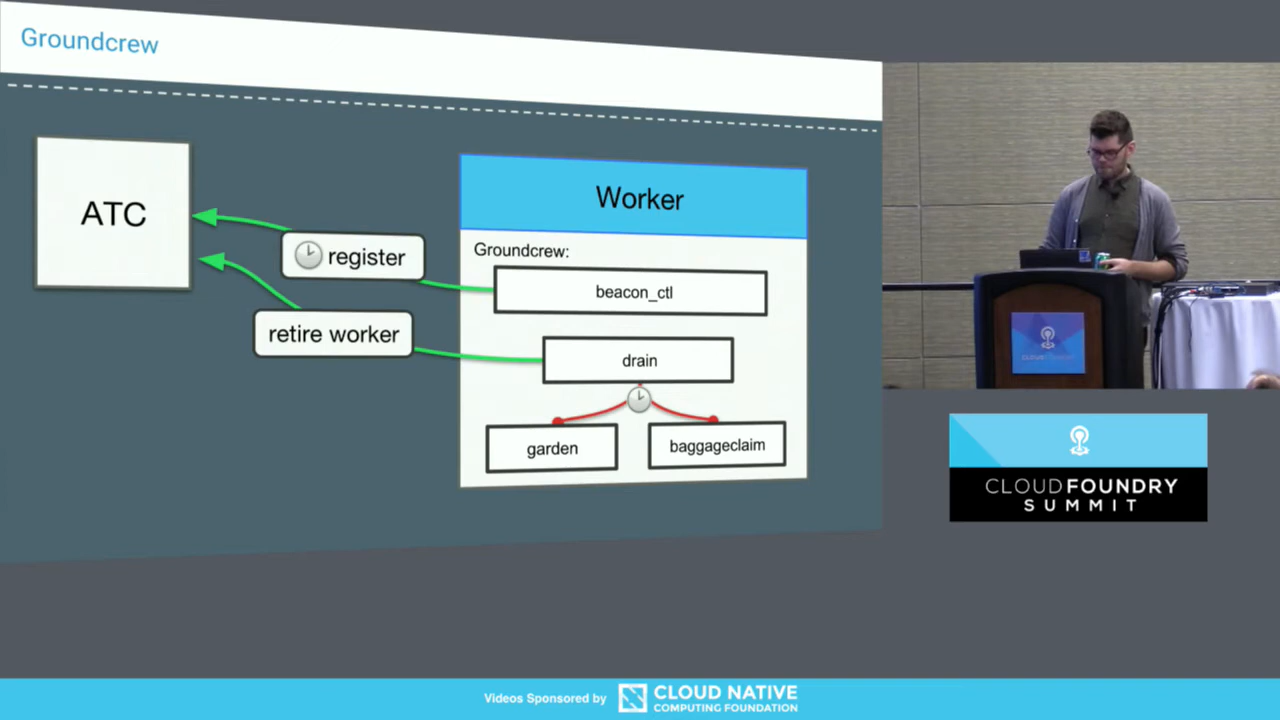 Groundcrew
ATC
Worker
Groundcrew:
register
beacon_ctl
retire worker
drain
garden
baggageclaim
CLOUD FOUNDRY
SUMMIT
Videos Sponsored by
CLOUD NATIVE
COMPUTING FOUNDATION